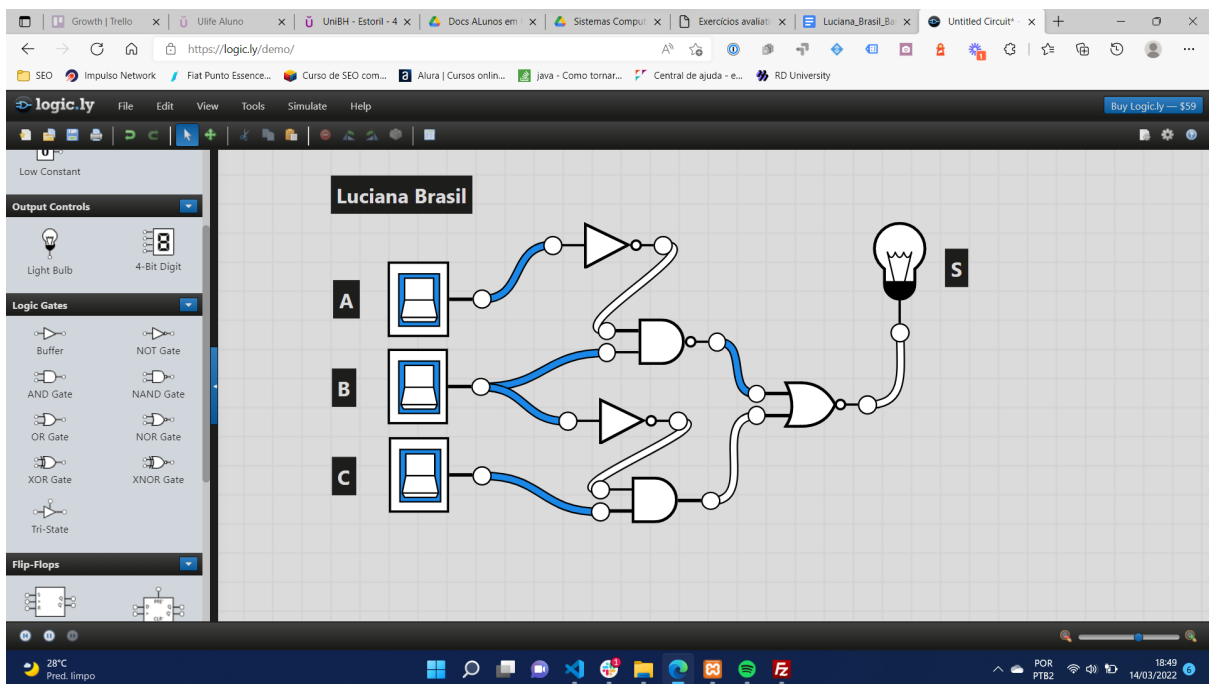 Growth | Trello
Ulife Aluno
UniBH - Estoril - 4
Docs ALunos em
Sistemas Comput
Exercícios avaliati
Luciana_Brasil_Ba
Untitled Circuit*
https://logic.ly/demo/
SEO
Impulso Network
Fiat Punto Essence...
Curso de SEO com...
Alura | Cursos onlin...
java - Como tornar...
Central de ajuda - e...
RD University
logic.ly
File
Edit
View
Tools
Simulate
Help
Buy Logic.ly — $59
Low Constant
Output Controls
Light Bulb
4-Bit Digit
Logic Gates
Buffer
NOT Gate
AND Gate
NAND Gate
OR Gate
NOR Gate
XOR Gate
XNOR Gate
Tri-State
Flip-Flops
Luciana Brasil
A
B
C
S
28°C
Pred. limpo
POR
PTB2
18:49
14/03/2022
6